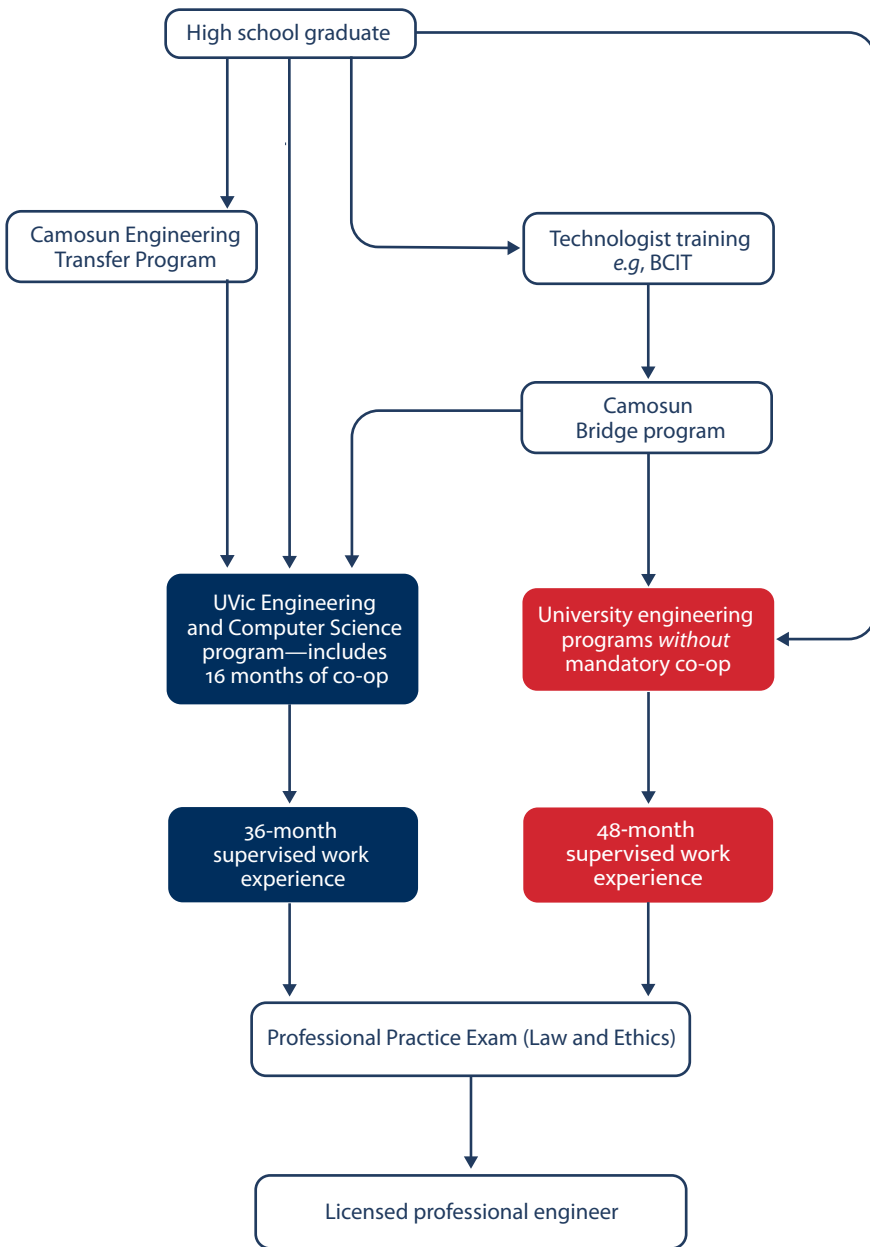 High school graduate
Camosun Engineering
Transfer Program
Technologist training
e.g, BCIT
Camosun
Bridge program
UVic Engineering
and Computer Science
program—includes
16 months of co-op
University engineering
programs without
mandatory co-op
36-month
supervised work
experience
48-month
supervised work
experience
Professional Practice Exam (Law and Ethics)
Licensed professional engineer